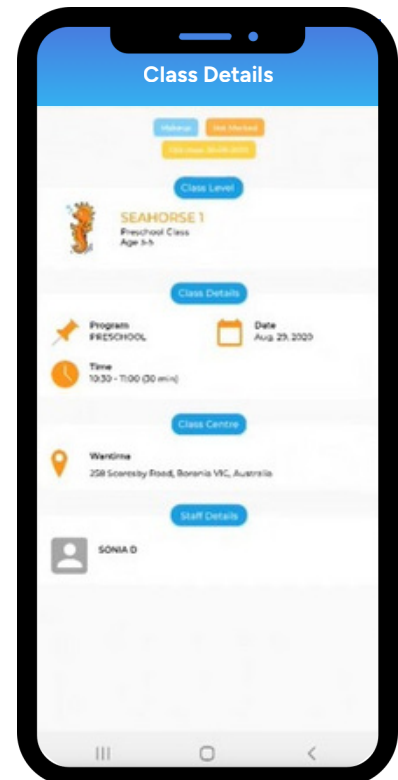 Class Details
Makeup Not Marked
Class Level
SEAHORSE 1
Preschool Class
Age 3-5
Class Details
Program
PRESCHOOL
Date
Aug. 29, 2020
Time
10:30 - 11:00 (30 min)
Class Centre
Wantirna
258 Scoresby Road, Boronia VIC, Australia
Staff Details
SONIA D